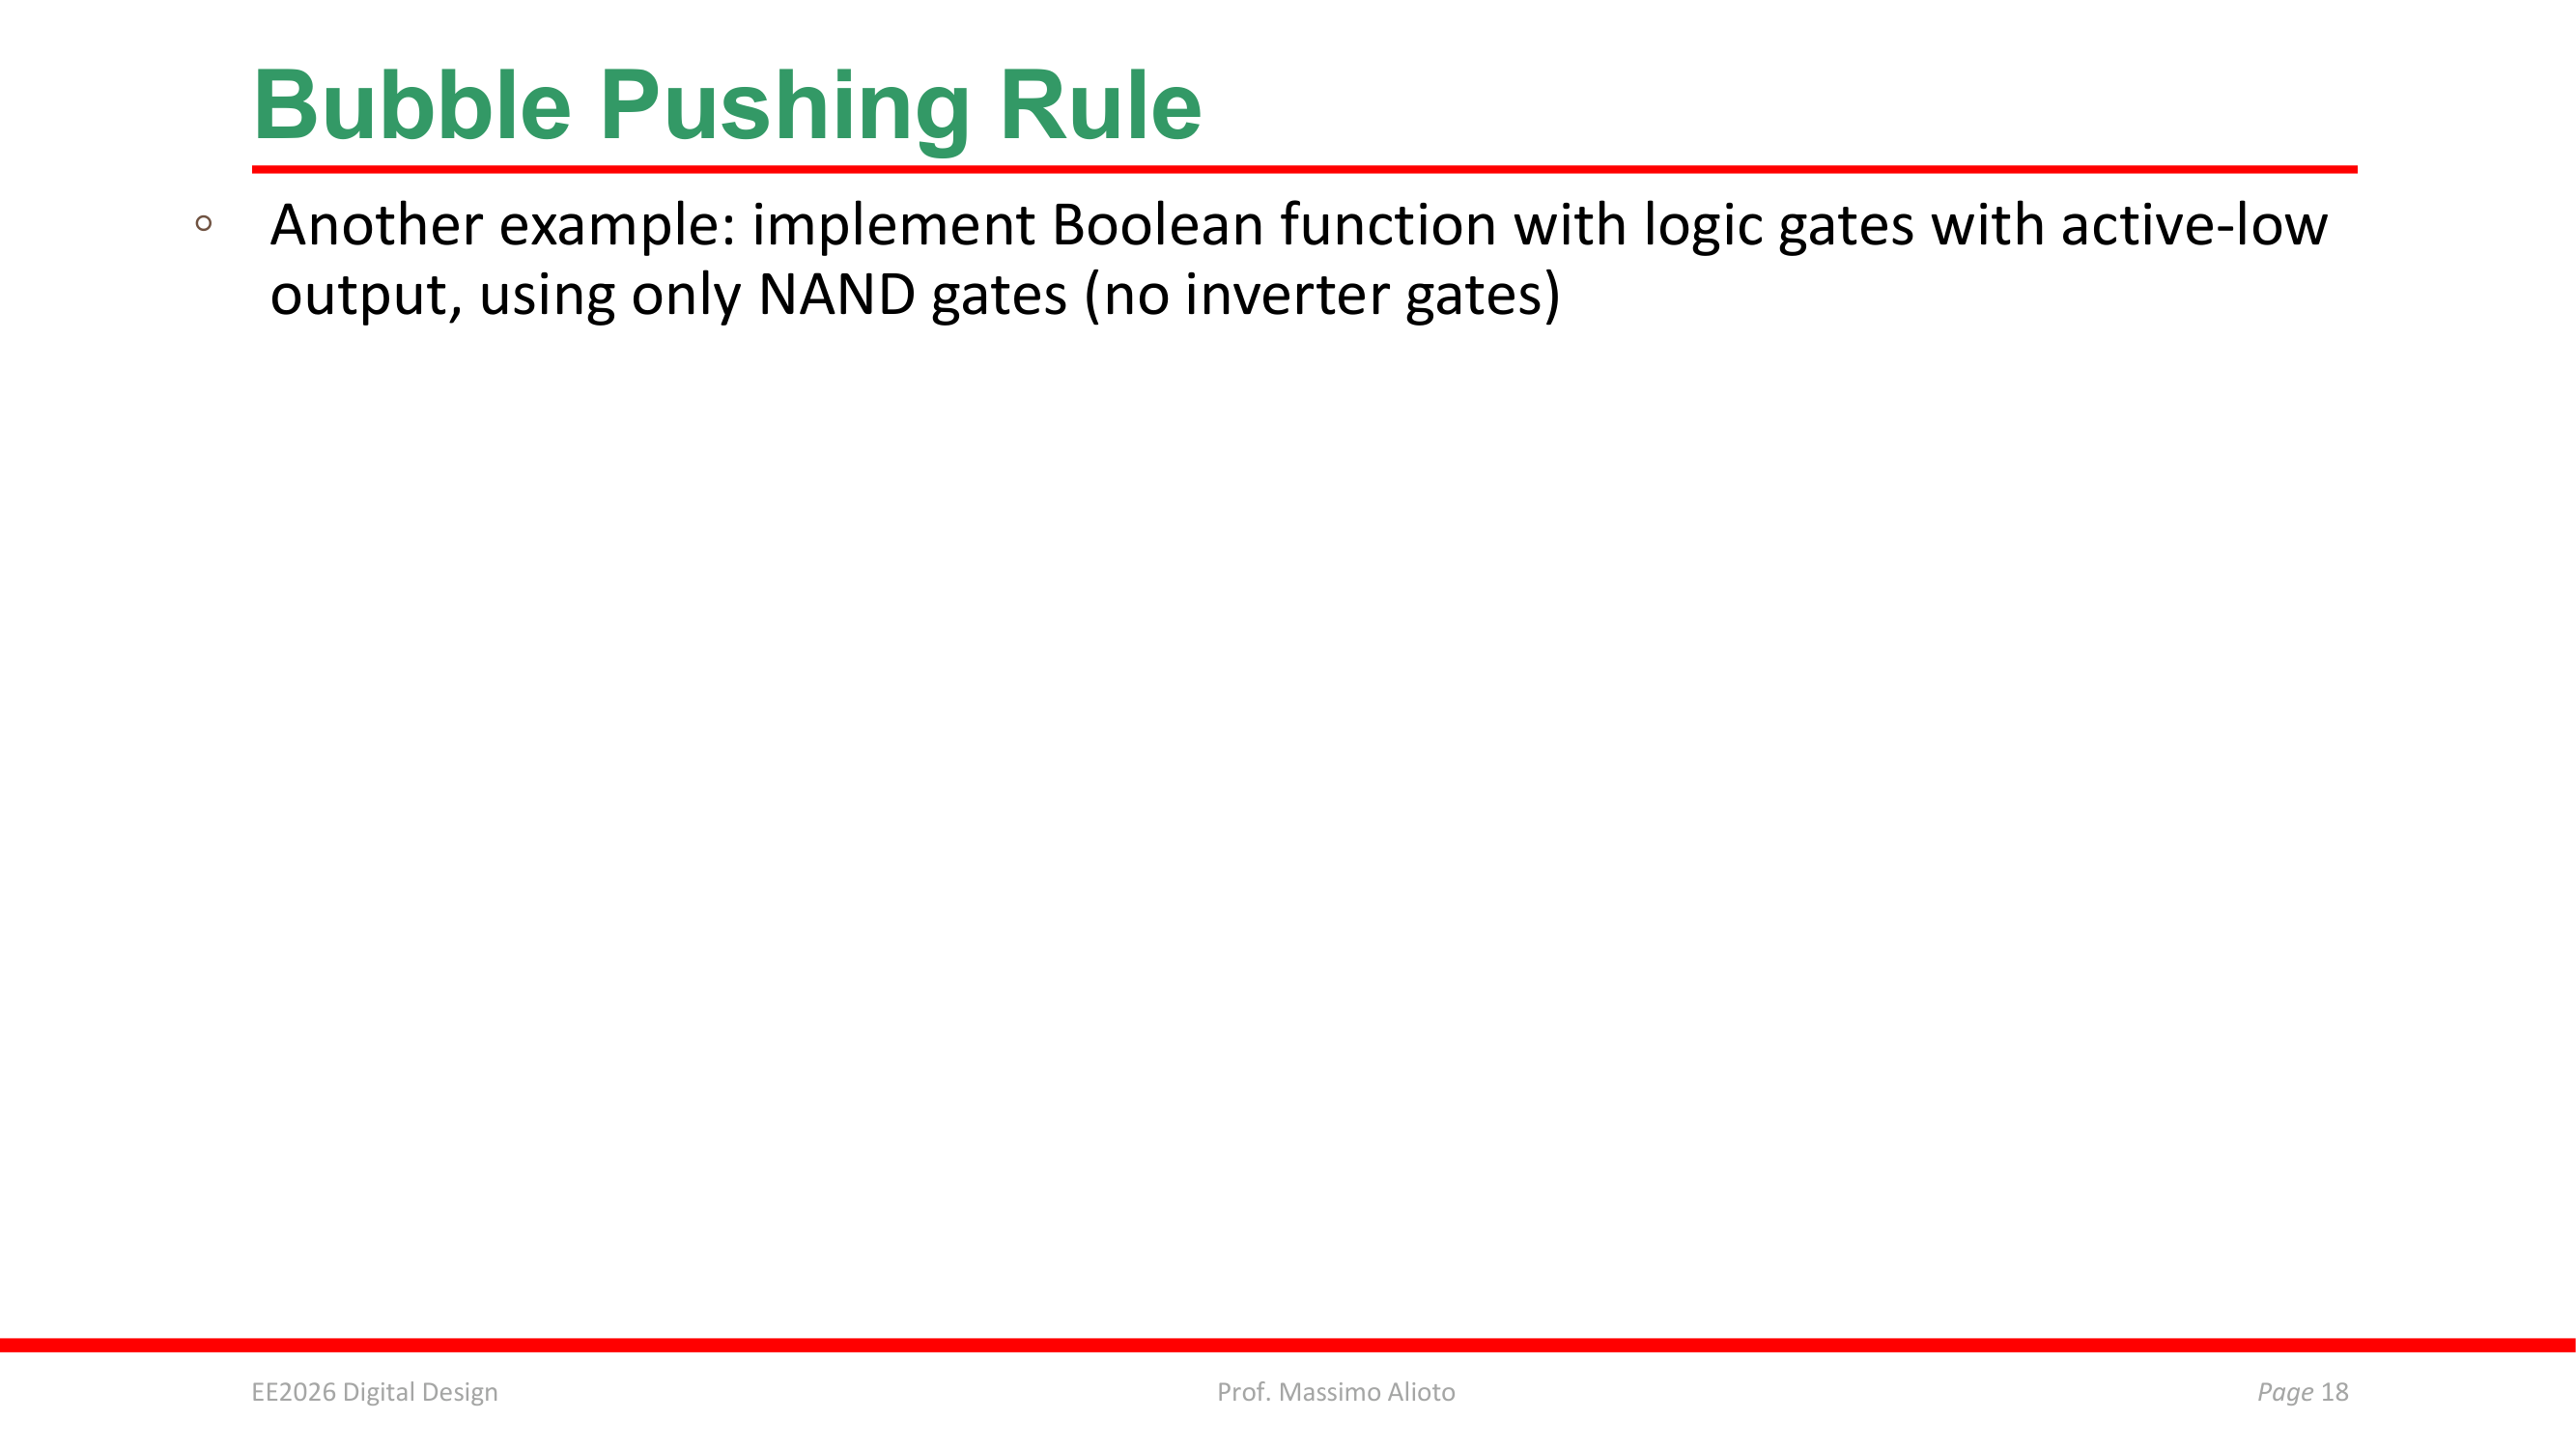 Bubble Pushing Rule
◦ Another example: implement Boolean function with logic gates with active-low
output, using only NAND gates (no inverter gates)
EE2026 Digital Design Prof. Massimo Alioto Page 18